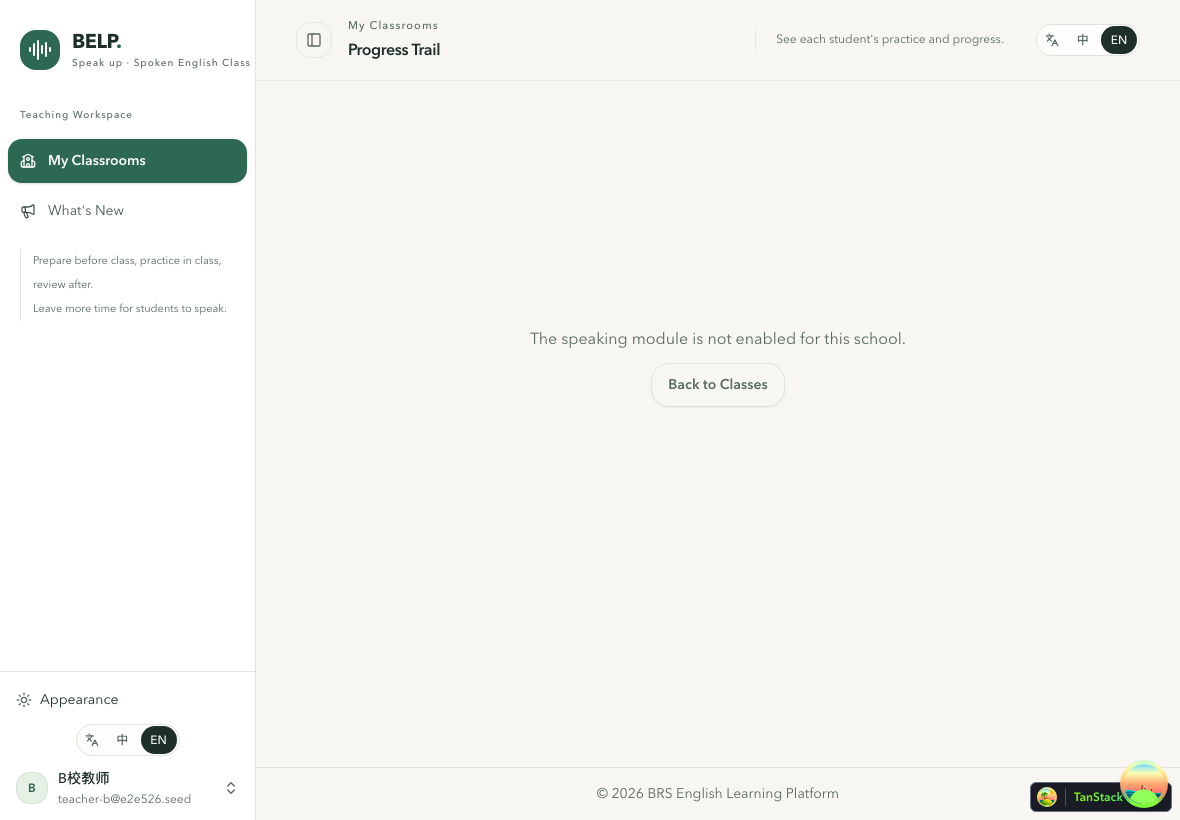 BELP.
Speak up · Spoken English Class
Teaching Workspace
My Classrooms
What's New
Prepare before class, practice in class,
review after.
Leave more time for students to speak.
Appearance
中
EN
B
B校教师
teacher-b@e2e526.seed
My Classrooms
Progress Trail
See each student's practice and progress.
中
EN
The speaking module is not enabled for this school.
Back to Classes
© 2026 BRS English Learning Platform
TanStack